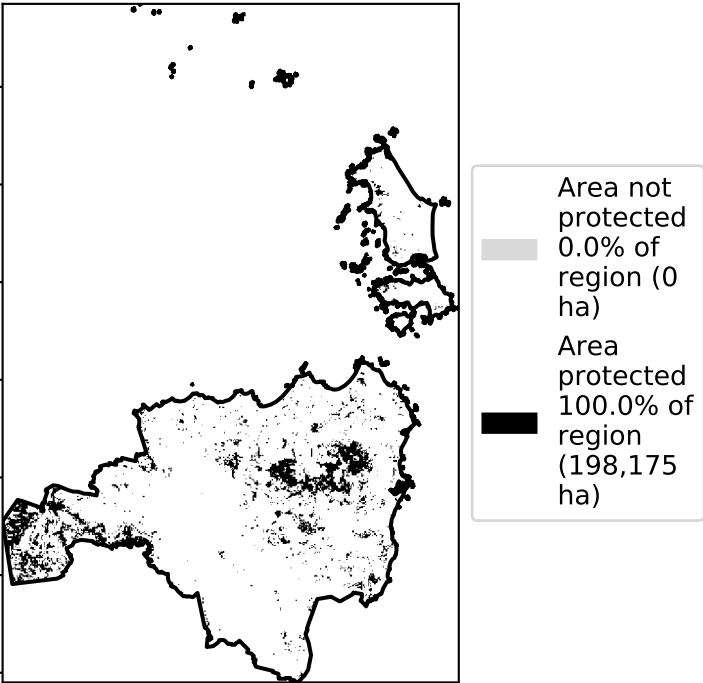 Area not
protected
0.0% of
region (0
ha)
Area
protected
100.0% of
region
(198,175
ha)